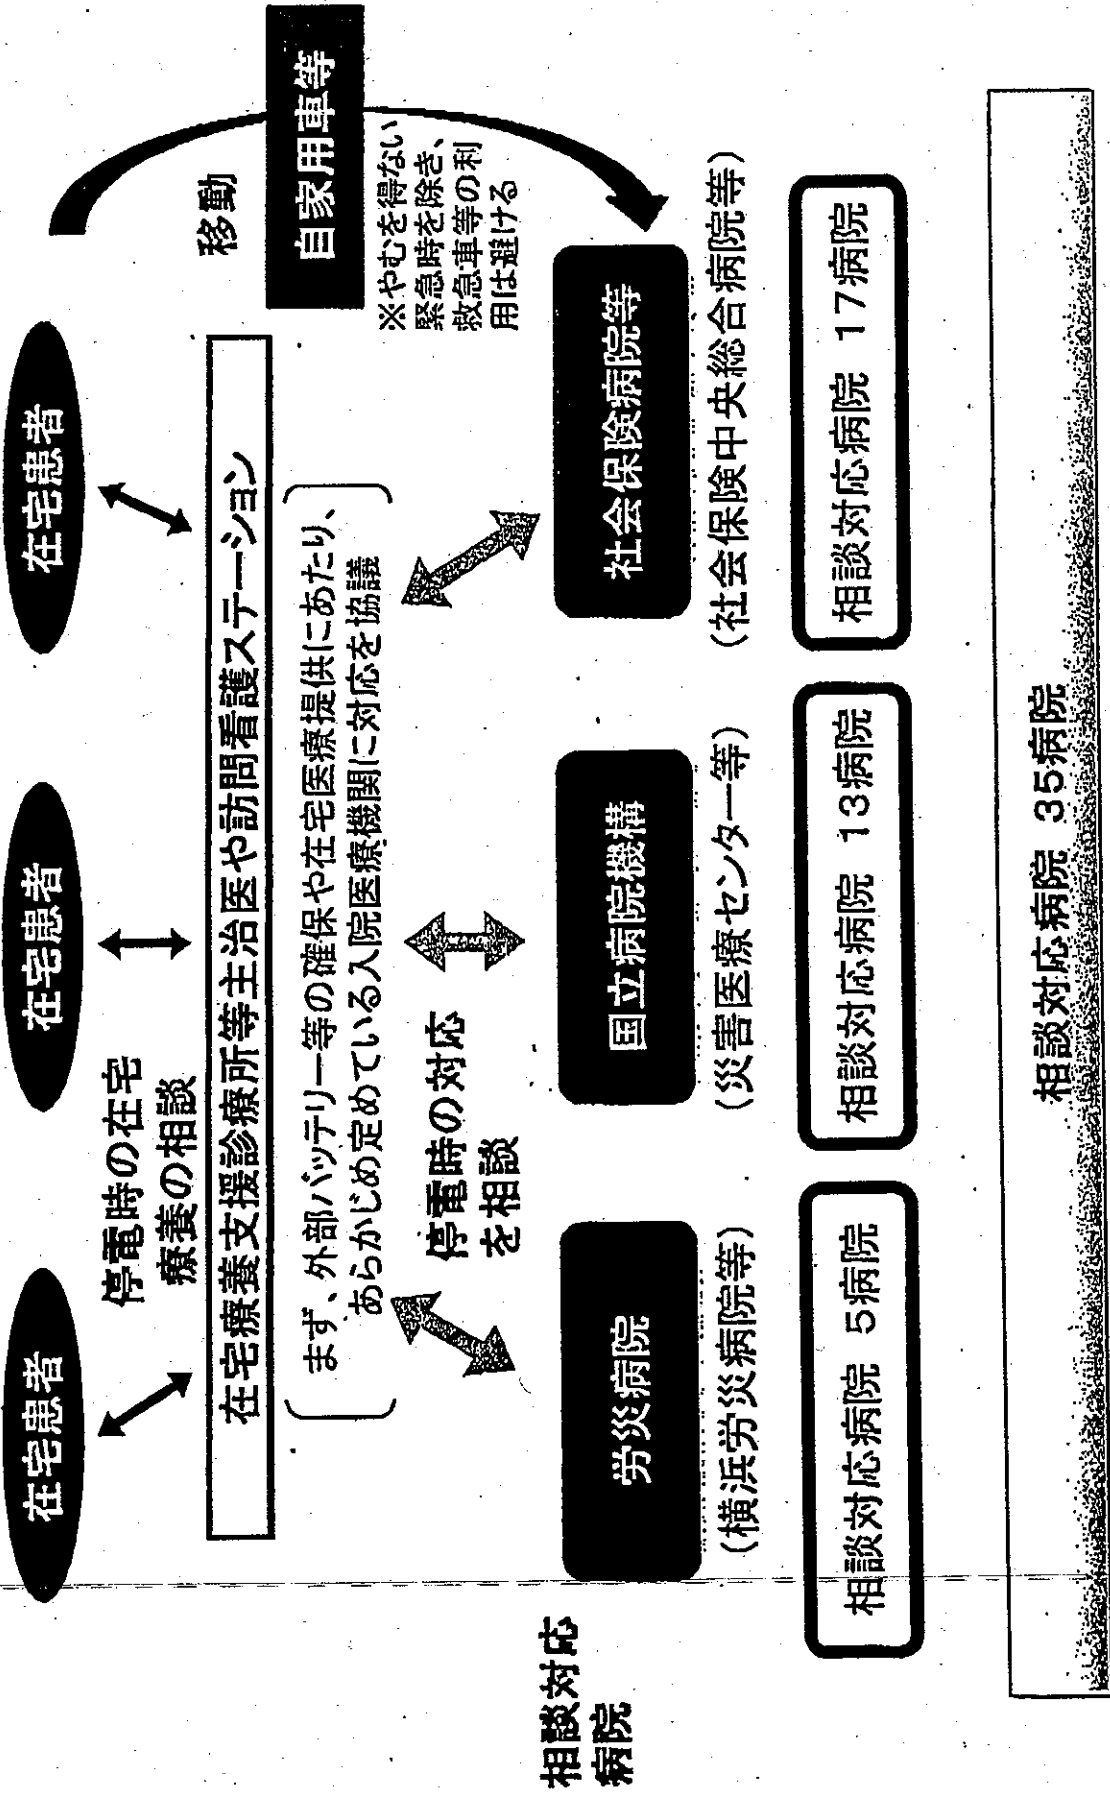 在宅患者
在宅患者
在宅患者
停電時の在宅
療養の相談
移動
自家用車等
※やむを得ない
緊急時を除き、
救急車等の利
用は避ける
在宅療養支援診療所等主治医や訪問看護ステーション
まず、外部バッテリー等の確保や在宅医療提供にあたり、
あらかじめ定めている入院医療機関に対応を協議
停電時の対応
を相談
相談対応
病院
労災病院
(横浜労災病院等)
相談対応病院 5病院
国立病院機構
(災害医療センター等)
相談対応病院 13病院
社会保険病院等
(社会保険中央総合病院等)
相談対応病院 17病院
相談対応病院 35病院